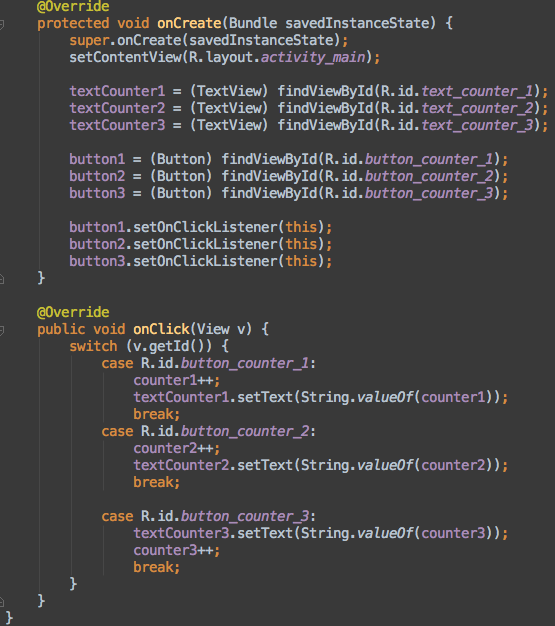 @Override
protected void onCreate(Bundle savedInstanceState) {
super.onCreate(savedInstanceState);
setContentView(R.layout.activity_main);
textCounter1 = (TextView) findViewById(R.id.text_counter_1);
textCounter2 = (TextView) findViewById(R.id.text_counter_2);
textCounter3 = (TextView) findViewById(R.id.text_counter_3);
button1 = (Button) findViewById(R.id.button_counter_1);
button2 = (Button) findViewById(R.id.button_counter_2);
button3 = (Button) findViewById(R.id.button_counter_3);
button1.setOnClickListener(this);
button2.setOnClickListener(this);
button3.setOnClickListener(this);
}
@Override
public void onClick(View v) {
switch (v.getId()) {
case R.id.button_counter_1:
counter1++;
textCounter1.setText(String.valueOf(counter1));
break;
case R.id.button_counter_2:
counter2++;
textCounter2.setText(String.valueOf(counter2));
break;
case R.id.button_counter_3:
textCounter3.setText(String.valueOf(counter3));
counter3++;
break;
}
}
}